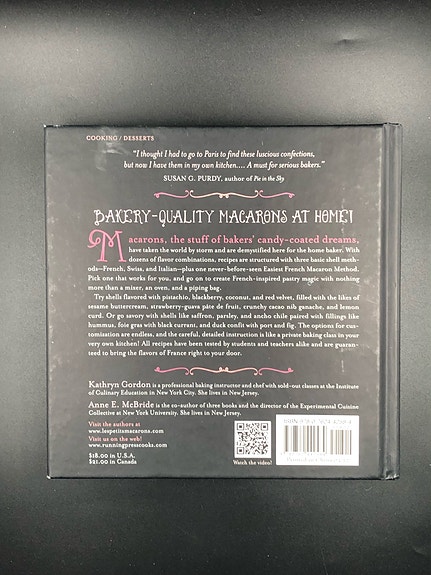 COOKING / DESSERTS
"I thought I had to go to Paris to find these luscious confections,
but now I have them in my own kitchen.... A must for serious bakers."
SUSAN G. PURDY, author of Pie in the Sky
BAKERY-QUALITY MACARONS AT HOME!
Macarons, the stuff of bakers' candy-coated dreams,
have taken the world by storm and are demystified here for the home baker. With
dozens of flavor combinations, recipes are structured with three basic shell meth-
ods—French, Swiss, and Italian—plus one never-before-seen Easiest French Macaron Method.
Pick one that works for you, and go on to create French-inspired pastry magic with nothing
more than a mixer, an oven, and a piping bag.
Try shells flavored with pistachio, blackberry, coconut, and red velvet, filled with the likes of
sesame buttercream, strawberry-guava pâte de fruit, crunchy cacao nib ganache, and lemon
curd. Or go savory with shells like saffron, parsley, and ancho chile paired with fillings like
hummus, foie gras with black currant, and duck confit with port and fig. The options for cus-
tomization are endless, and the careful, detailed instruction is like a private baking class in your
very own kitchen! All recipes have been tested by students and teachers alike and are guaran-
teed to bring the flavors of France right to your door.
Kathryn Gordon is a professional baking instructor and chef with sold-out classes at the Institute
of Culinary Education in New York City. She lives in New Jersey.
Anne E. McBride is the co-author of three books and the director of the Experimental Cuisine
Collective at New York University. She lives in New Jersey.
Visit the authors at
www.lespetitsmacarons.com
Visit us on the web!
www.runningpresscooks.com
$18.00 in U.S.A.
$21.00 in Canada
Watch the video!